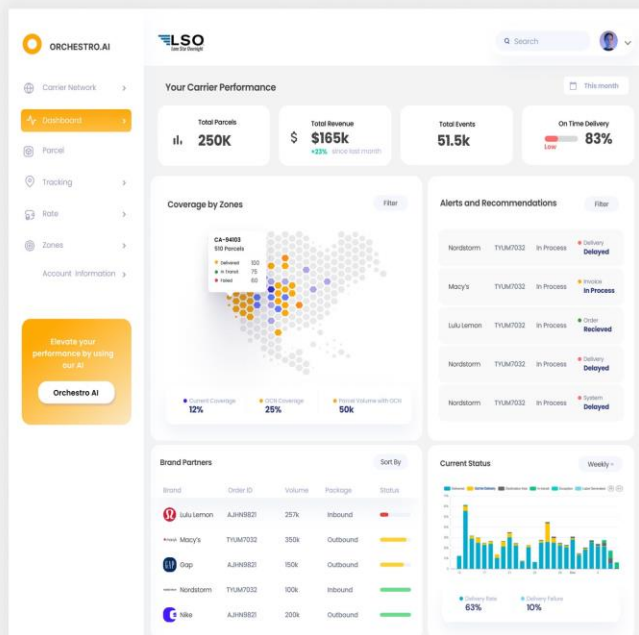 ORCHESTRO.AI
LSO
Lone Star Overnight
Search
Carrier Network
Dashboard
Parcel
Tracking
Rate
Zones
Account Information
Elevate your
performance by using
our AI
Orchestro AI
Your Carrier Performance
This month
Total Parcels
250K
Total Revenue
$ $165k
+23% since last month
Total Events
51.5k
On Time Delivery
Low
83%
Coverage by Zones
Filter
CA-94103
510 Parcels
Delivered 100
In Transit 75
Failed 60
Current Coverage
12%
OCN Coverage
25%
Parcel Volume with OCN
50k
Alerts and Recommendations
Filter
Nordstorm TYUM7032 In Process Delivery Delayed
Macy's TYUM7032 In Process Invoice In Process
Lulu Lemon TYUM7032 In Process Order Recieved
Nordstorm TYUM7032 In Process Delivery Delayed
Nordstorm TYUM7032 In Process System Delayed
Brand Partners
Sort By
Brand Order ID Volume Package Status
Lulu Lemon AJHN9821 257k Inbound
Macy's TYUM7032 350k Outbound
GAP Gap AJHN9821 150k Outbound
Nordstorm TYUM7032 100k Inbound
Nike AJHN9821 200k Outbound
Current Status
Weekly
Delivery Rate
63%
Delivery Failure
10%